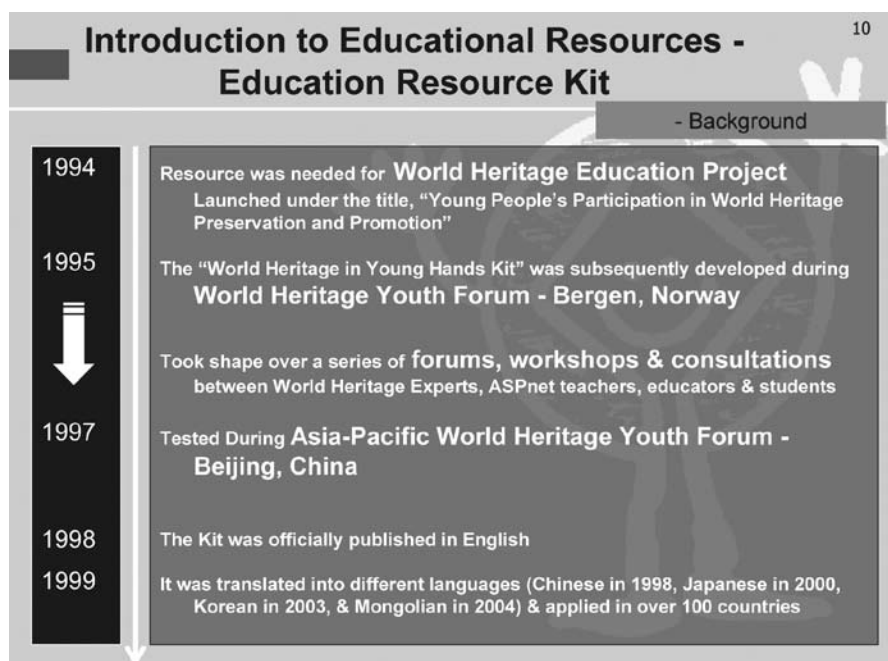 10
Introduction to Educational Resources -
Education Resource Kit
- Background
1994
Resource was needed for World Heritage Education Project
Launched under the title, “Young People’s Participation in World Heritage
Preservation and Promotion”
1995
The “World Heritage in Young Hands Kit” was subsequently developed during
World Heritage Youth Forum - Bergen, Norway
Took shape over a series of forums, workshops & consultations
between World Heritage Experts, ASPnet teachers, educators & students
1997
Tested During Asia-Pacific World Heritage Youth Forum -
Beijing, China
1998
The Kit was officially published in English
1999
It was translated into different languages (Chinese in 1998, Japanese in 2000,
Korean in 2003, & Mongolian in 2004) & applied in over 100 countries